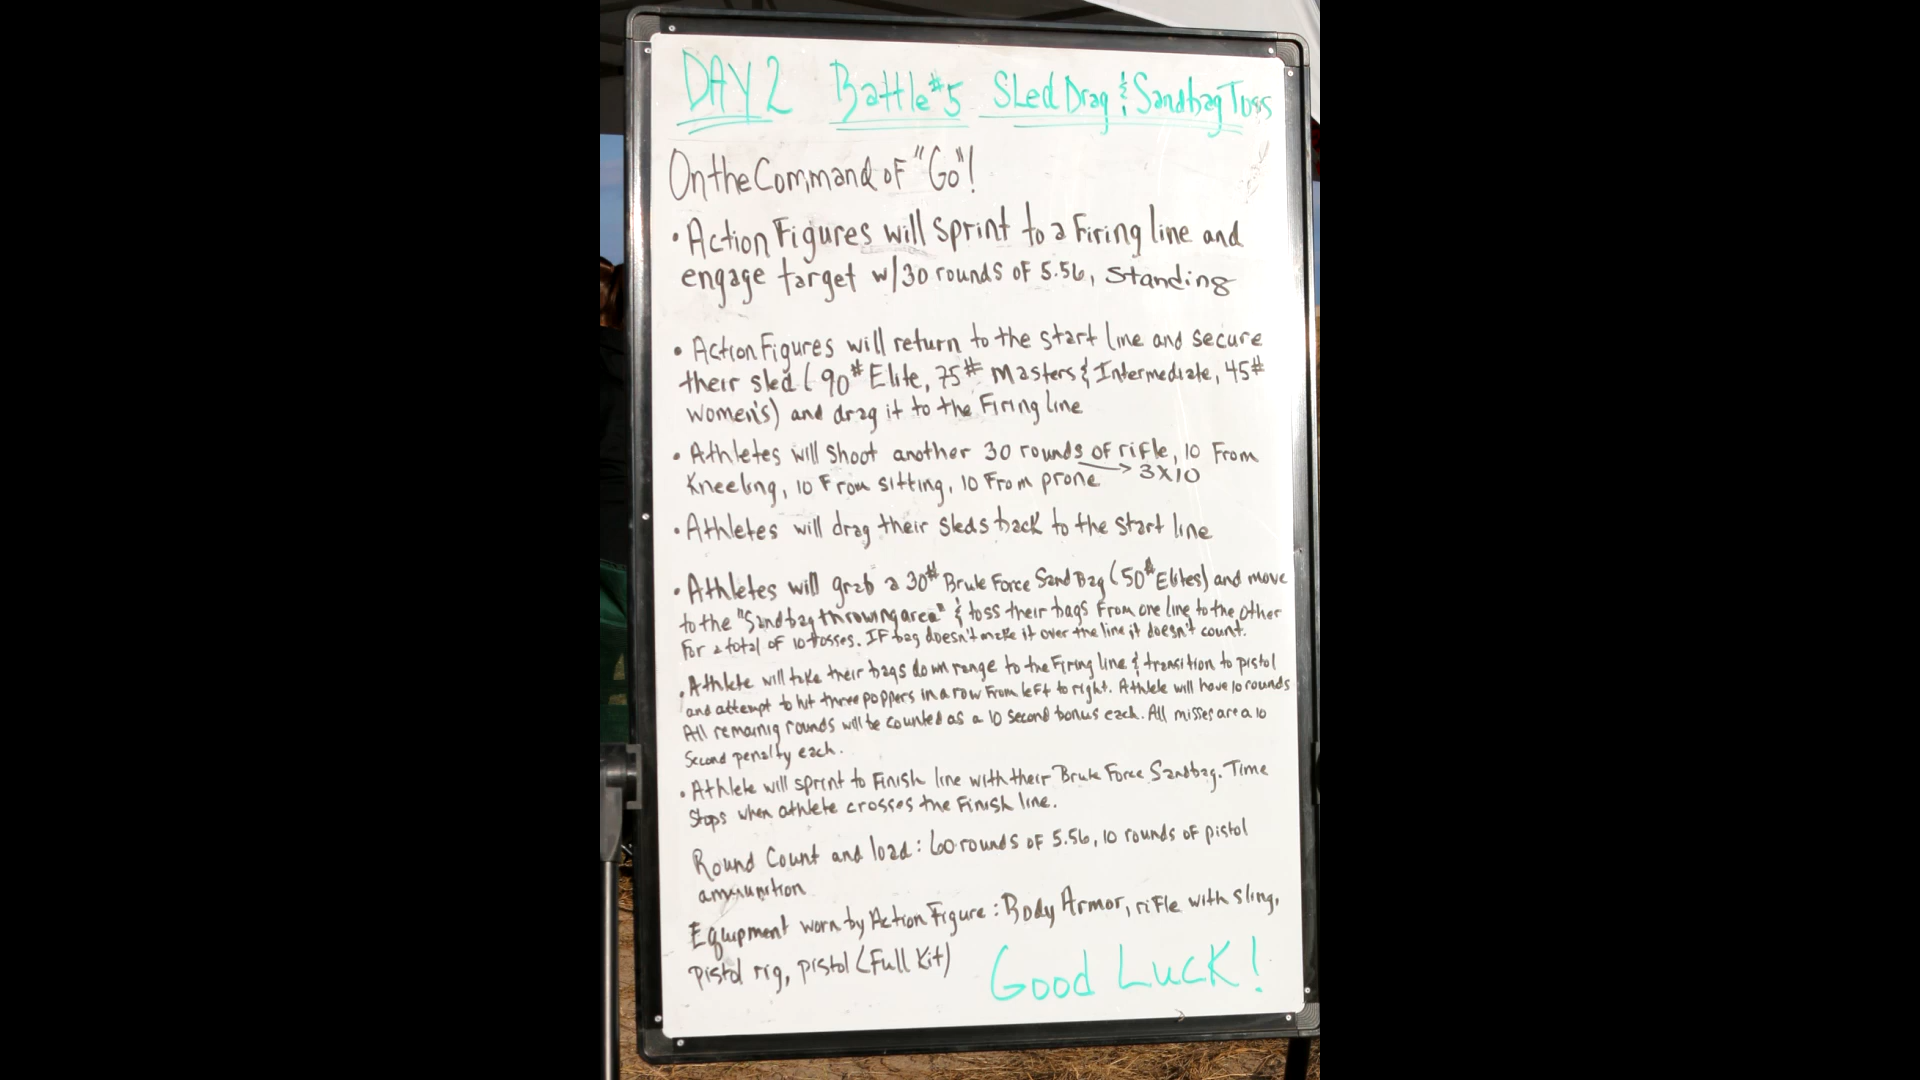 DAY 2 Battle #5 Sled Drag & Sandbag Toss
On the Command of "Go"!
• Action Figures will sprint to a Firing line and
engage target w/30 rounds of 5.56, Standing
• Action Figures will return to the start line and secure
their sled (90# Elite, 75# Masters & Intermediate, 45#
women's) and drag it to the Firing line
• Athletes will shoot another 30 rounds of rifle, 10 From
Kneeling, 10 From sitting, 10 From prone → 3X10
• Athletes will drag their sleds back to the start line
• Athletes will grab a 30# Brute Force Sand Bag (50# Elites) and move
to the "Sandbag throwing area" & toss their bags From one line to the other
For a total of 10 tosses. IF bag doesn't make it over the line it doesn't count.
• Athlete will take their bags down range to the Firing line & transition to pistol
and attempt to hit three poppers in a row From left to right. Athlete will have 10 rounds
All remainig rounds will be counted as a 10 second bonus each. All misses are a 10
Second penalty each.
• Athlete will sprint to Finish line with their Brute Force Sandbag. Time
Stops when athlete crosses the Finish line.
Round Count and load: 60 rounds of 5.56, 10 rounds of pistol
ammunition
Equipment worn by Action Figure: Body Armor, rifle with sling,
pistol rig, pistol (Full Kit)
Good Luck!